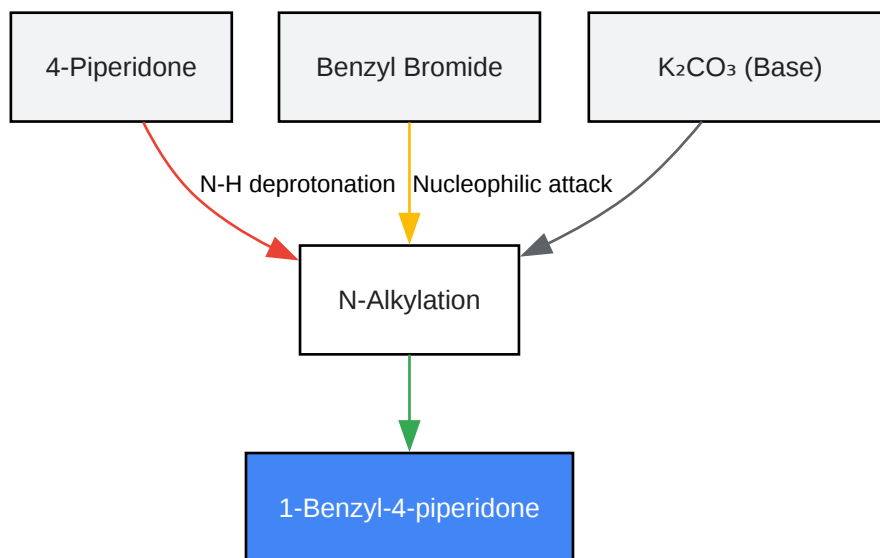 4-Piperidone
Benzyl Bromide
K₂CO₃ (Base)
N-H deprotonation
Nucleophilic attack
N-Alkylation
1-Benzyl-4-piperidone